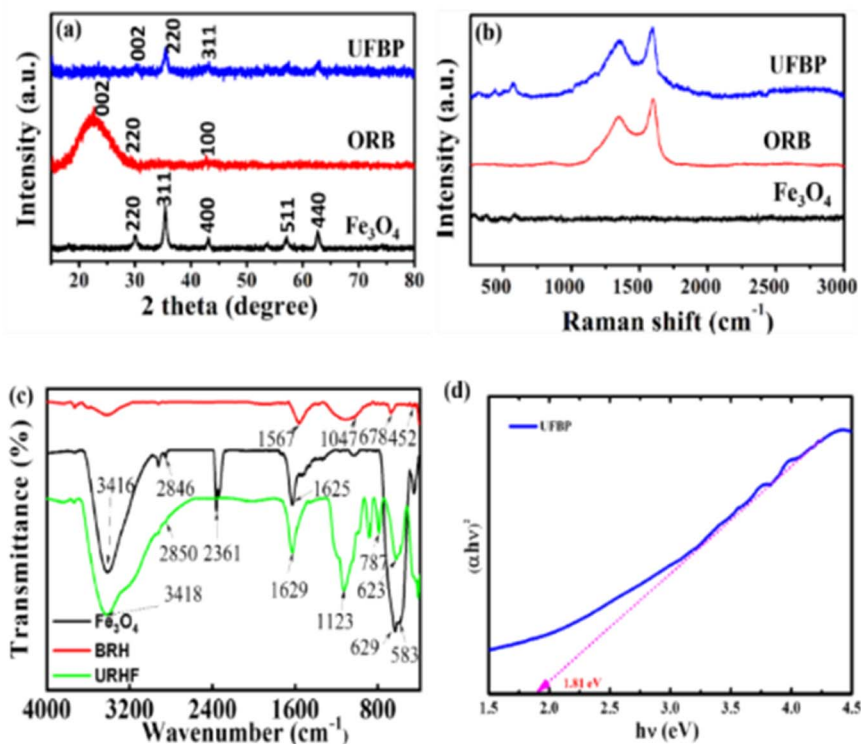 (a)
UFBP
002
220
311
ORB
002
220
100
Fe₃O₄
220
311
400
511
440
Intensity (a.u.)
20 30 40 50 60 70 80
2 theta (degree)
(b)
UFBP
ORB
Fe₃O₄
Intensity (a.u.)
500 1000 1500 2000 2500 3000
Raman shift (cm⁻¹)
(c)
1567
1047
678
452
3416
2846
2361
1625
2850
3418
1629
1123
787
623
629
583
Fe₃O₄
BRH
URHF
Transmittance (%)
4000 3200 2400 1600 800
Wavenumber (cm⁻¹)
(d)
UFBP
(αhν)²
1.81 eV
1.5 2.0 2.5 3.0 3.5 4.0 4.5
hν (eV)